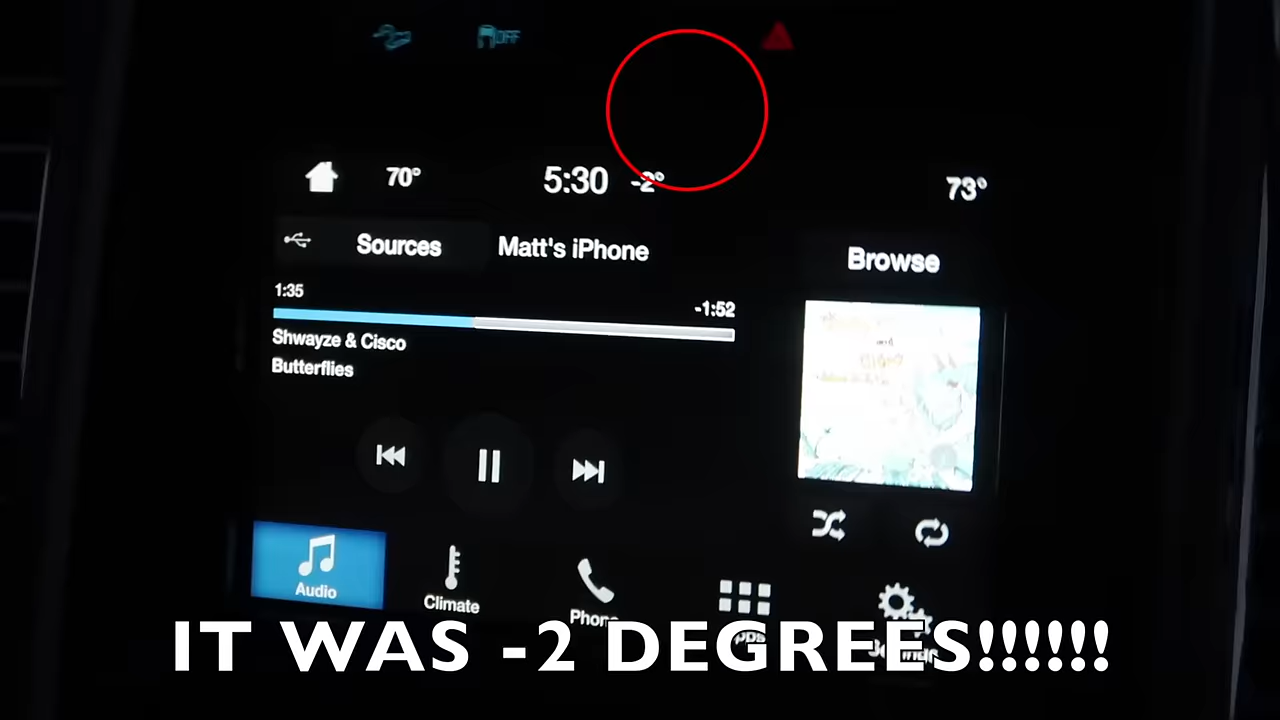 OFF
70° 5:30 -2° 73°
Sources Matt's iPhone Browse
1:35 -1:52
Shwayze & Cisco
Butterflies
Audio Climate Phone
IT WAS -2 DEGREES!!!!!!